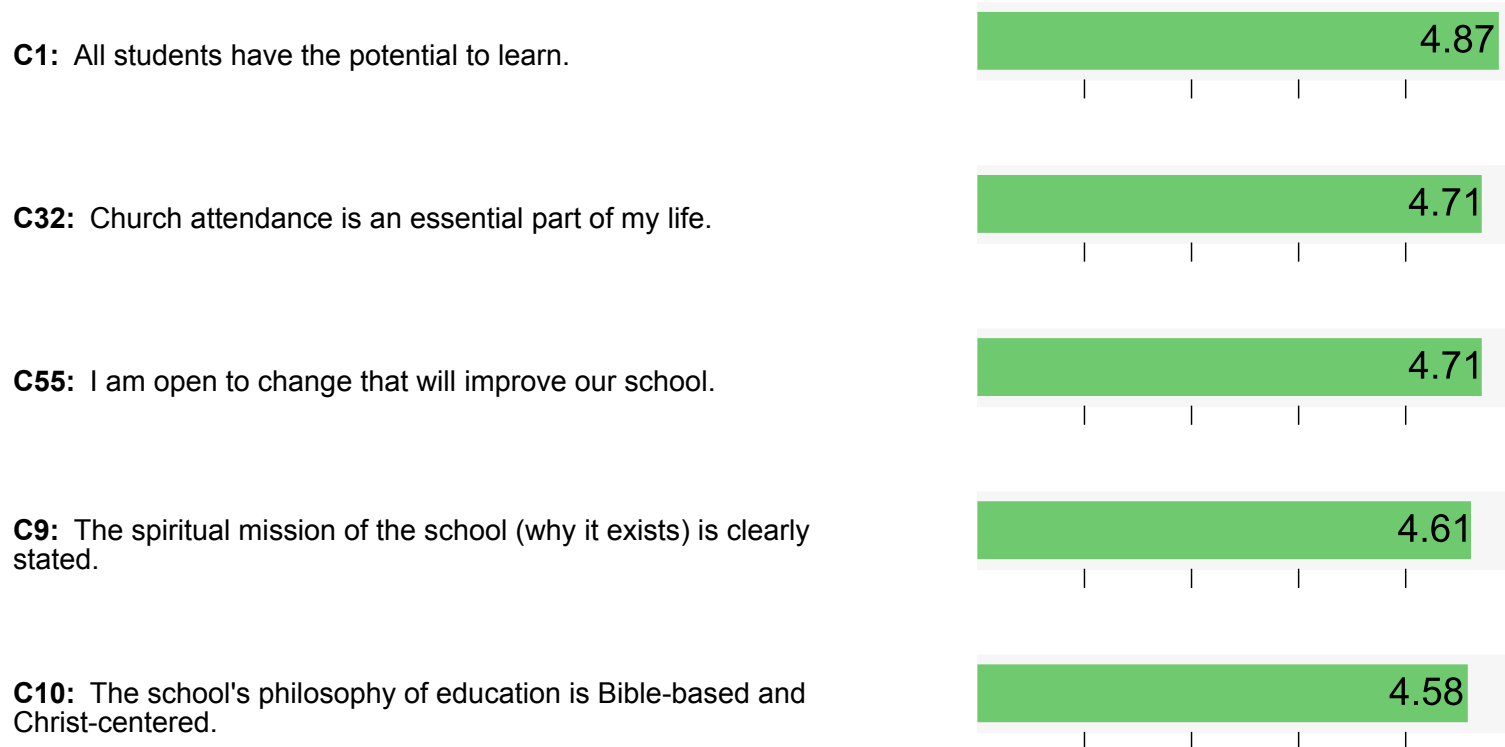 C1: All students have the potential to learn.
4.87
C32: Church attendance is an essential part of my life.
4.71
C55: I am open to change that will improve our school.
4.71
C9: The spiritual mission of the school (why it exists) is clearly
stated.
4.61
C10: The school's philosophy of education is Bible-based and
Christ-centered.
4.58